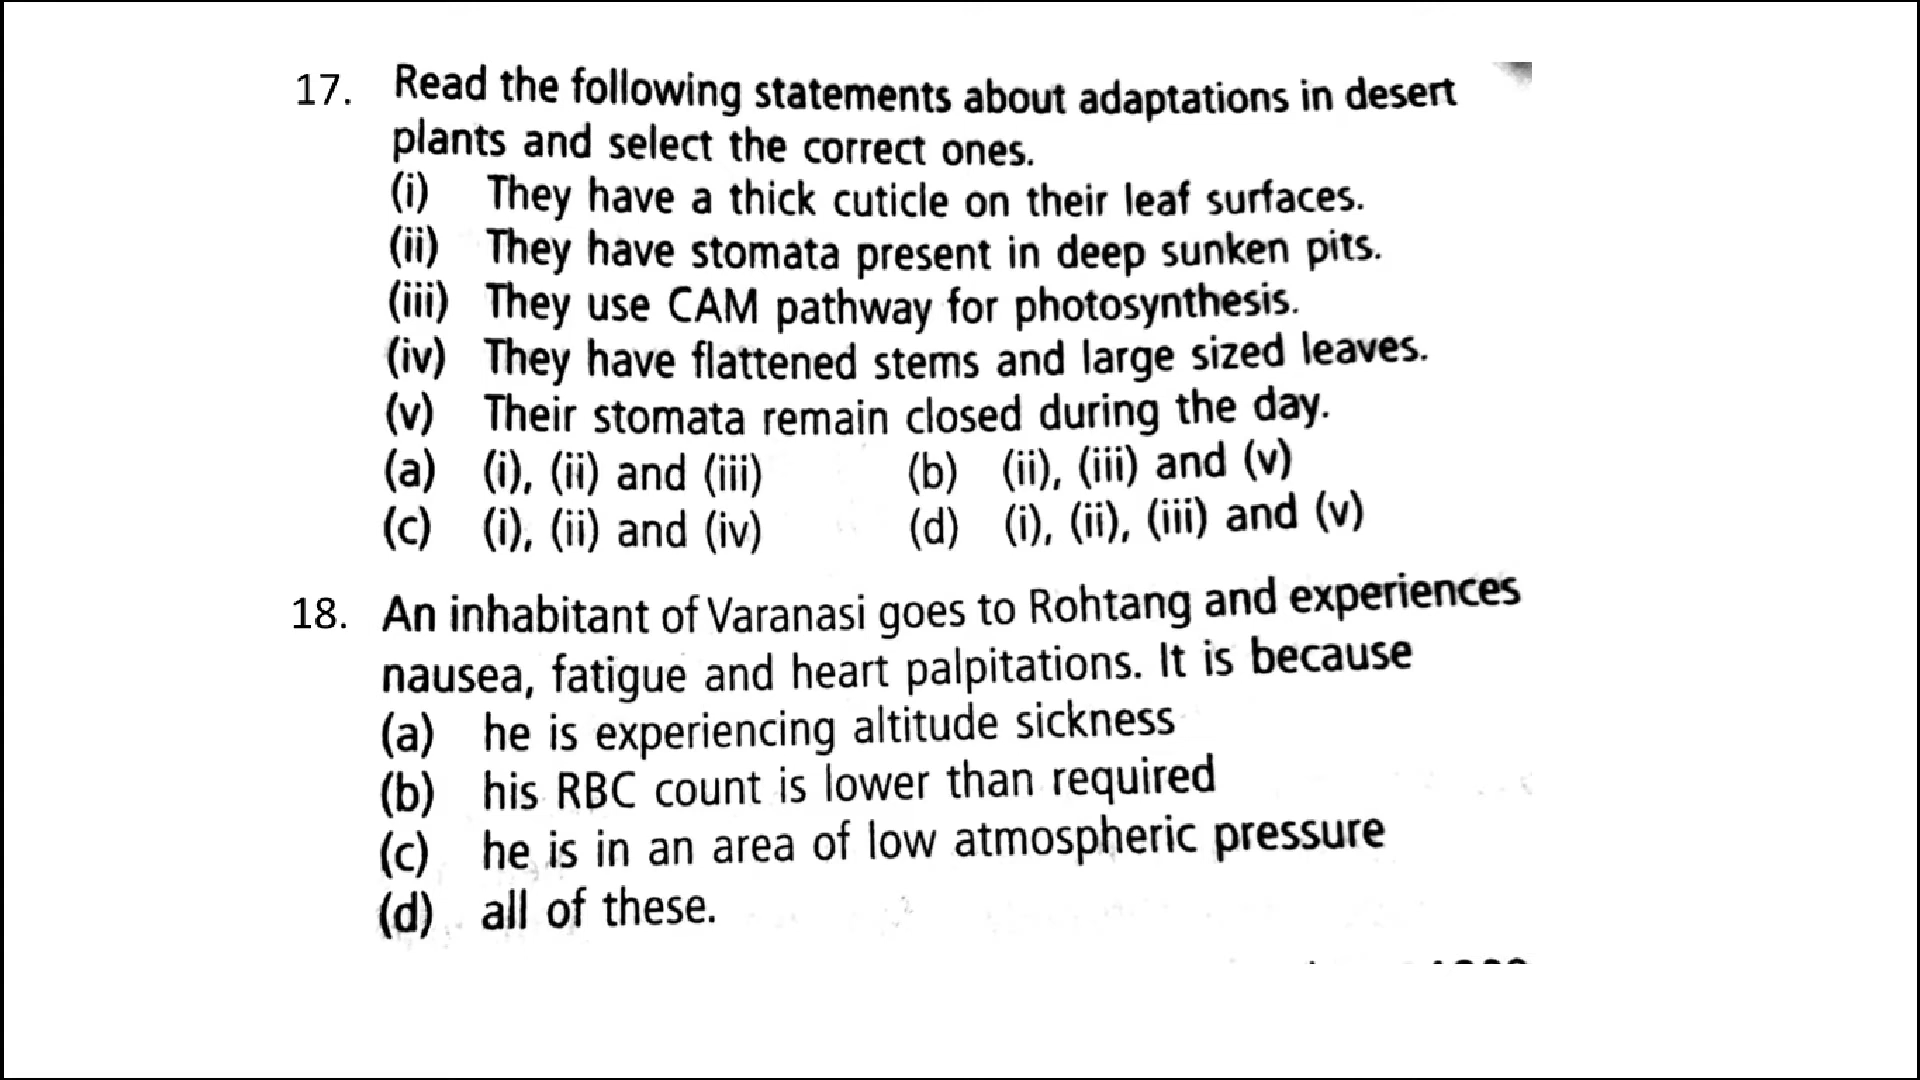 17. Read the following statements about adaptations in desert
plants and select the correct ones.
(i) They have a thick cuticle on their leaf surfaces.
(ii) They have stomata present in deep sunken pits.
(iii) They use CAM pathway for photosynthesis.
(iv) They have flattened stems and large sized leaves.
(v) Their stomata remain closed during the day.
(a) (i), (ii) and (iii) (b) (ii), (iii) and (v)
(c) (i), (ii) and (iv) (d) (i), (ii), (iii) and (v)
18. An inhabitant of Varanasi goes to Rohtang and experiences
nausea, fatigue and heart palpitations. It is because
(a) he is experiencing altitude sickness
(b) his RBC count is lower than required
(c) he is in an area of low atmospheric pressure
(d) all of these.